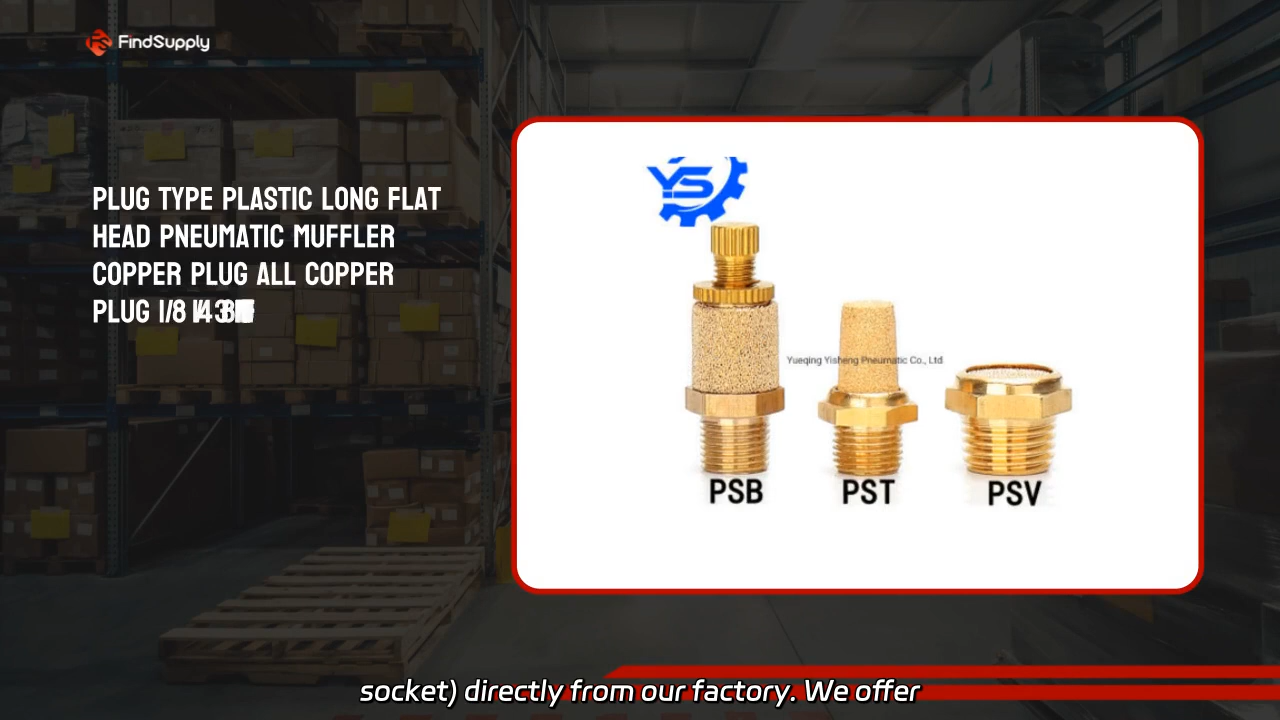 FindSupply
PLUG TYPE PLASTIC LONG FLAT
HEAD PNEUMATIC MUFFLER
COPPER PLUG ALL COPPER
PLUG 1/8
YS
Yueqing Yisheng Pneumatic Co., Ltd
PSB
PST
PSV
socket) directly from our factory. We offer